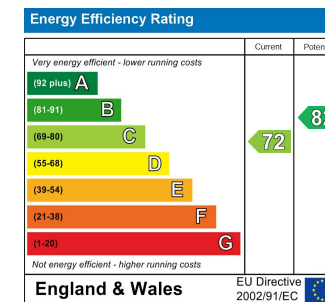 Energy Efficiency Rating
Current
Very energy efficient - lower running costs
(92 plus) A
(81-91) B
(69-80) C
72
(55-68) D
(39-54) E
(21-38) F
(1-20) G
Not energy efficient - higher running costs
England & Wales
EU Directive
2002/91/EC